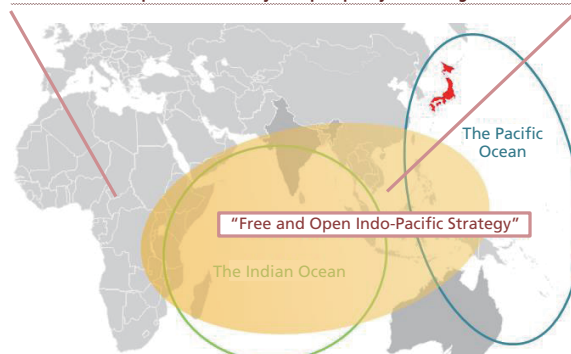 The Pacific
Ocean
“Free and Open Indo-Pacific Strategy”
The Indian Ocean